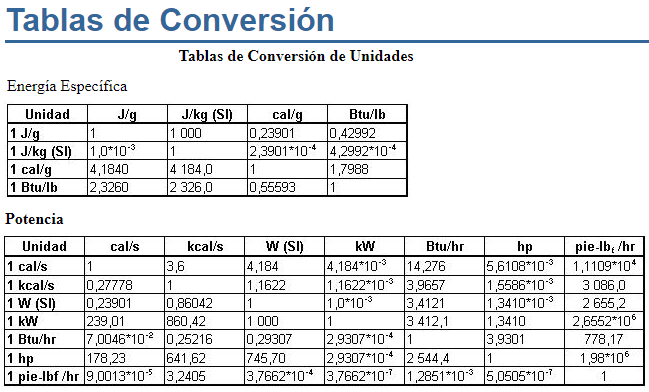 Tablas de Conversión
Tablas de Conversión de Unidades
Energía Específica
Unidad J/g J/kg (SI) cal/g Btu/lb
1 J/g 1 1 000 0,23901 0,42992
1 J/kg (SI) 1,0*10⁻³ 1 2,3901*10⁻⁴ 4,2992*10⁻⁴
1 cal/g 4,1840 4 184,0 1 1,7988
1 Btu/lb 2,3260 2 326,0 0,55593 1
Potencia
Unidad cal/s kcal/s W (SI) kW Btu/hr hp pie-lbf /hr
1 cal/s 1 3,6 4,184 4,184*10⁻³ 14,276 5,6108*10⁻³ 1,1109*10⁴
1 kcal/s 0,27778 1 1,1622 1,1622*10⁻³ 3,9657 1,5586*10⁻³ 3 086,0
1 W (SI) 0,23901 0,86042 1 1,0*10⁻³ 3,4121 1,3410*10⁻³ 2 655,2
1 kW 239,01 860,42 1 000 1 3 412,1 1,3410 2,6552*10⁶
1 Btu/hr 7,0046*10⁻² 0,25216 0,29307 2,9307*10⁻⁴ 1 3,9301 778,17
1 hp 178,23 641,62 745,70 2,9307*10⁻⁴ 2 544,4 1 1,98*10⁶
1 pie-lbf /hr 9,0013*10⁻⁵ 3,2405 3,7662*10⁻⁴ 3,7662*10⁻⁷ 1,2851*10⁻³ 5,0505*10⁻⁷ 1